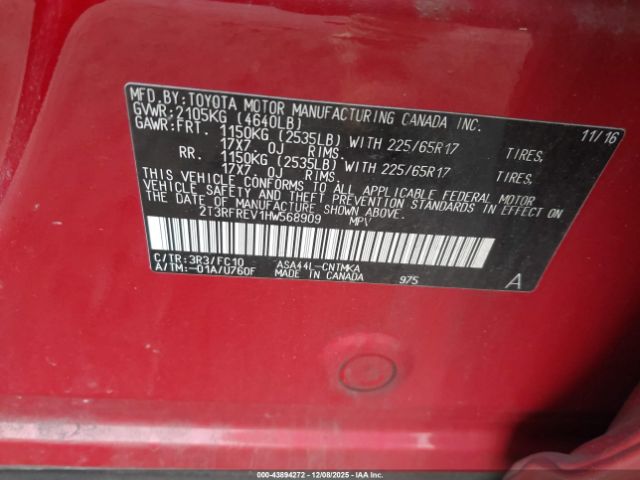 MFD.BY:TOYOTA MOTOR MANUFACTURING CANADA INC.
GVWR:2105KG (4640LB) 11/16
GAWR:FRT. 1150KG (2535LB) WITH 225/65R17 TIRES,
17X7.0J RIMS.
RR. 1150KG (2535LB) WITH 225/65R17 TIRES,
17X7.0J RIMS.
THIS VEHICLE CONFORMS TO ALL APPLICABLE FEDERAL MOTOR
VEHICLE SAFETY AND THEFT PREVENTION STANDARDS IN EFFECT ON
THE DATE OF MANUFACTURE SHOWN ABOVE.
2T3RFREV1HW568909 MPV
C/TR:3R3/FC10 ASA44L-CNTMKA
A/TM:-01A/U760F MADE IN CANADA 975 A
000-43894272 - 12/08/2025 - IAA